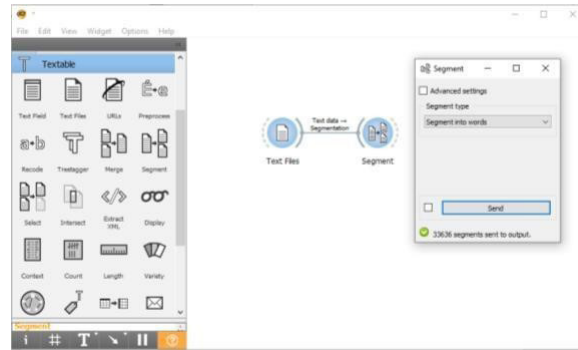 File Edit View Widget Options Help
Textable
Text Field Text Files URLs Preprocess
Recode Treetagger Merge Segment
Select Intersect Extract XML Display
Context Count Length Variety
Segment
Text data → Segmentation
Text Files Segment
Segment
Advanced settings
Segment type
Segment into words
Send
33636 segments sent to output.